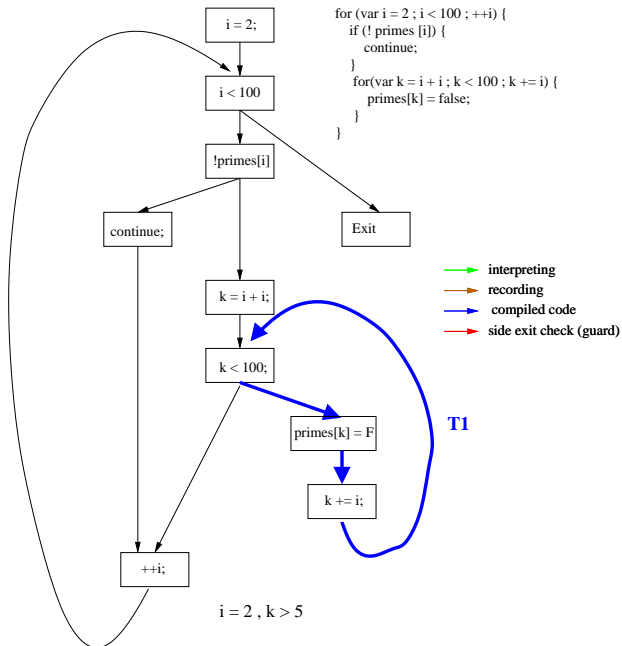 i = 2;
for (var i = 2 ; i < 100 ; ++i) {
if (! primes [i]) {
continue;
}
for(var k = i + i ; k < 100 ; k += i) {
primes[k] = false;
}
}
i < 100
!primes[i]
continue;
Exit
interpreting
recording
compiled code
side exit check (guard)
k = i + i;
k < 100;
T1
primes[k] = F
k += i;
++i;
i = 2 , k > 5